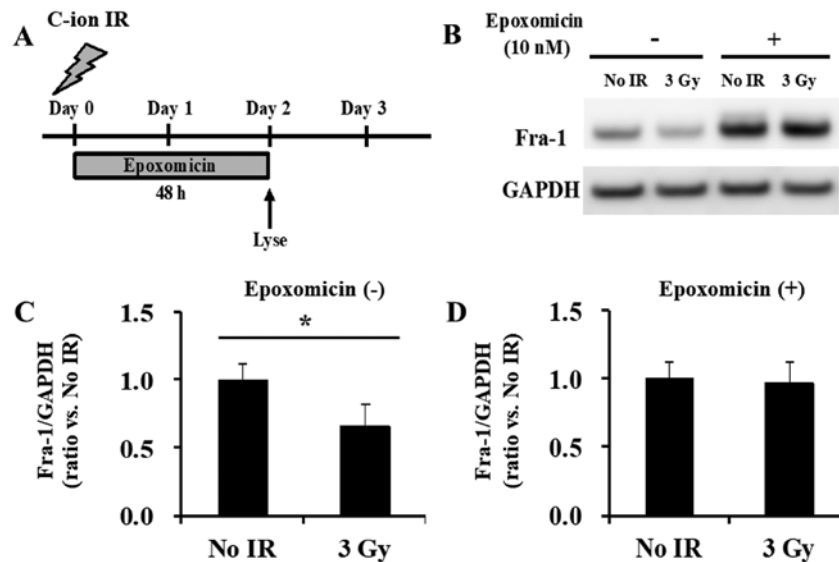 A
C-ion IR
Day 0 Day 1 Day 2 Day 3
Epoxomicin
48 h
Lyse
B
Epoxomicin
(10 nM)
- +
No IR 3 Gy No IR 3 Gy
Fra-1
GAPDH
C
Epoxomicin (-)
Fra-1/GAPDH
(ratio vs. No IR)
1.5
*
1.0
0.5
0.0
No IR 3 Gy
D
Epoxomicin (+)
Fra-1/GAPDH
(ratio vs. No IR)
1.5
1.0
0.5
0.0
No IR 3 Gy